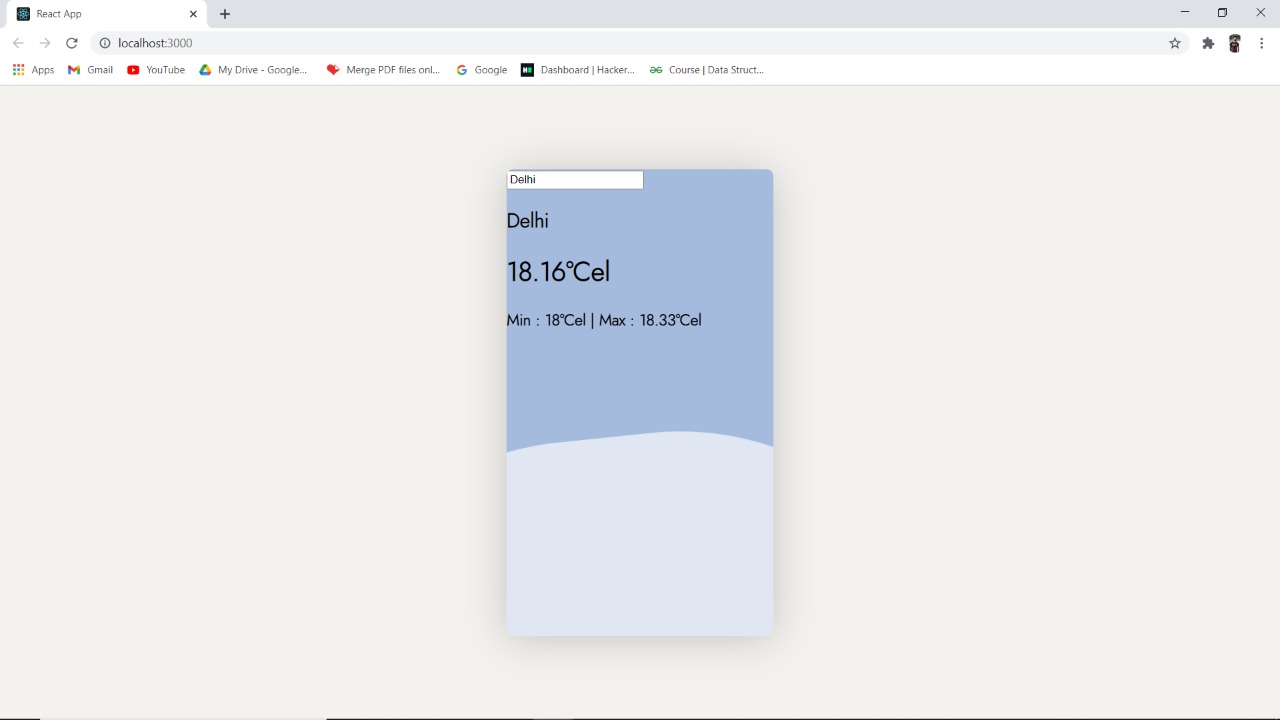 React App
localhost:3000
Apps Gmail YouTube My Drive - Google... Merge PDF files onl... Google Dashboard | Hacker... Course | Data Struct...
Delhi
Delhi
18.16°Cel
Min : 18°Cel | Max : 18.33°Cel